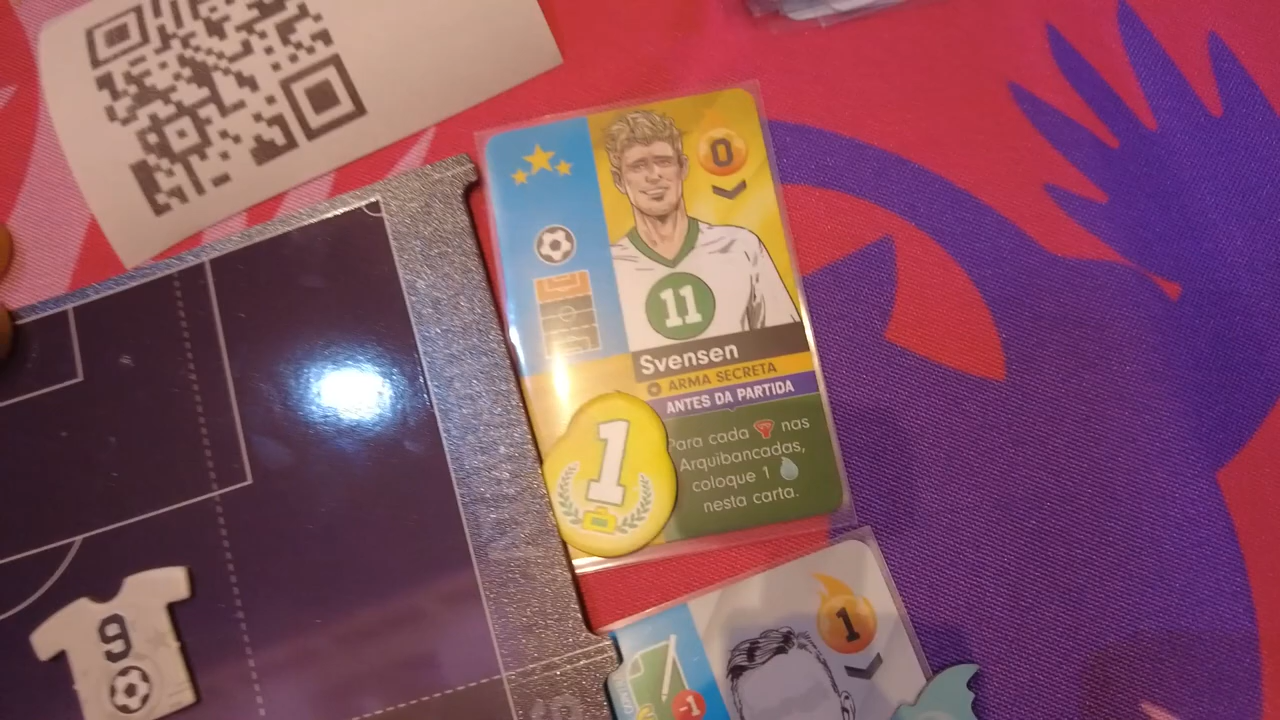 0
11
Svensen
ARMA SECRETA
ANTES DA PARTIDA
Para cada nas
Arquibancadas,
coloque 1
nesta carta.
1
9
1
-1